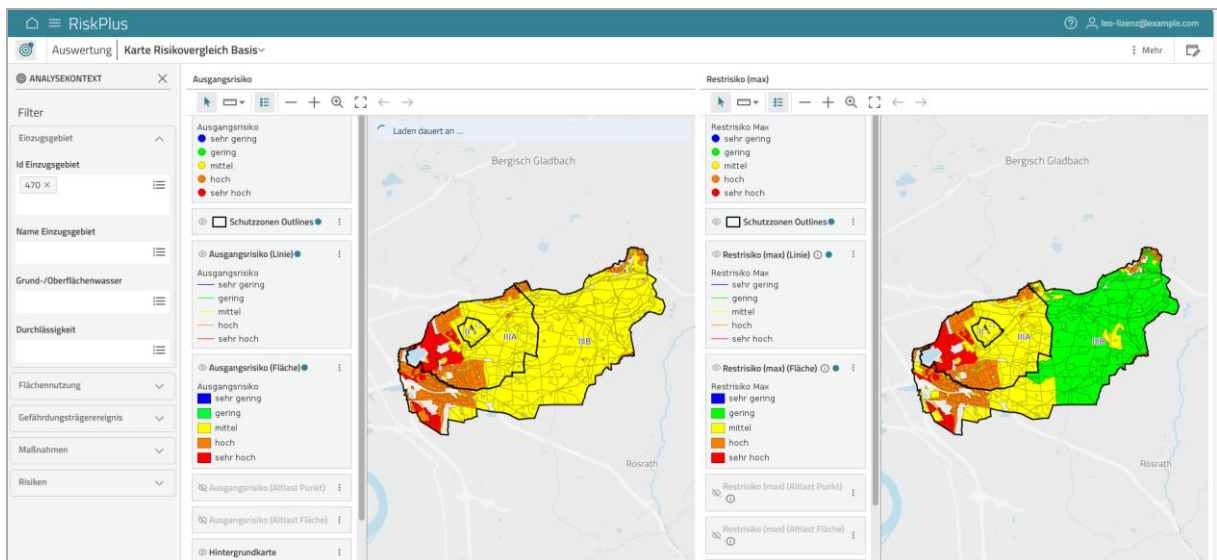 RiskPlus
leo-lizenz@example.com
Auswertung
Karte Risikovergleich Basis
Mehr
ANALYSEKONTEXT
Filter
Einzugsgebiet
Id Einzugsgebiet
470 ×
Name Einzugsgebiet
Grund-/Oberflächenwasser
Durchlässigkeit
Flächennutzung
Gefährdungsträgerereignis
Maßnahmen
Risiken
Ausgangsrisiko
Ausgangsrisiko
sehr gering
gering
mittel
hoch
sehr hoch
Schutzzonen Outlines
Ausgangsrisiko (Linie)
Ausgangsrisiko
sehr gering
gering
mittel
hoch
sehr hoch
Ausgangsrisiko (Fläche)
Ausgangsrisiko
sehr gering
gering
mittel
hoch
sehr hoch
Ausgangsrisiko (Altlast Punkt)
Ausgangsrisiko (Altlast Fläche)
Hintergrundkarte
Laden dauert an ...
Bergisch Gladbach
II
IIIA
IIIB
Rösrath
Restrisiko (max)
Restrisiko Max
sehr gering
gering
mittel
hoch
sehr hoch
Schutzzonen Outlines
Restrisiko (max) (Linie)
Restrisiko Max
sehr gering
gering
mittel
hoch
sehr hoch
Restrisiko (max) (Fläche)
Restrisiko Max
sehr gering
gering
mittel
hoch
sehr hoch
Restrisiko (max) (Altlast Punkt)
Restrisiko (max) (Altlast Fläche)
Bergisch Gladbach
II
IIIA
IIIB
Rösrath